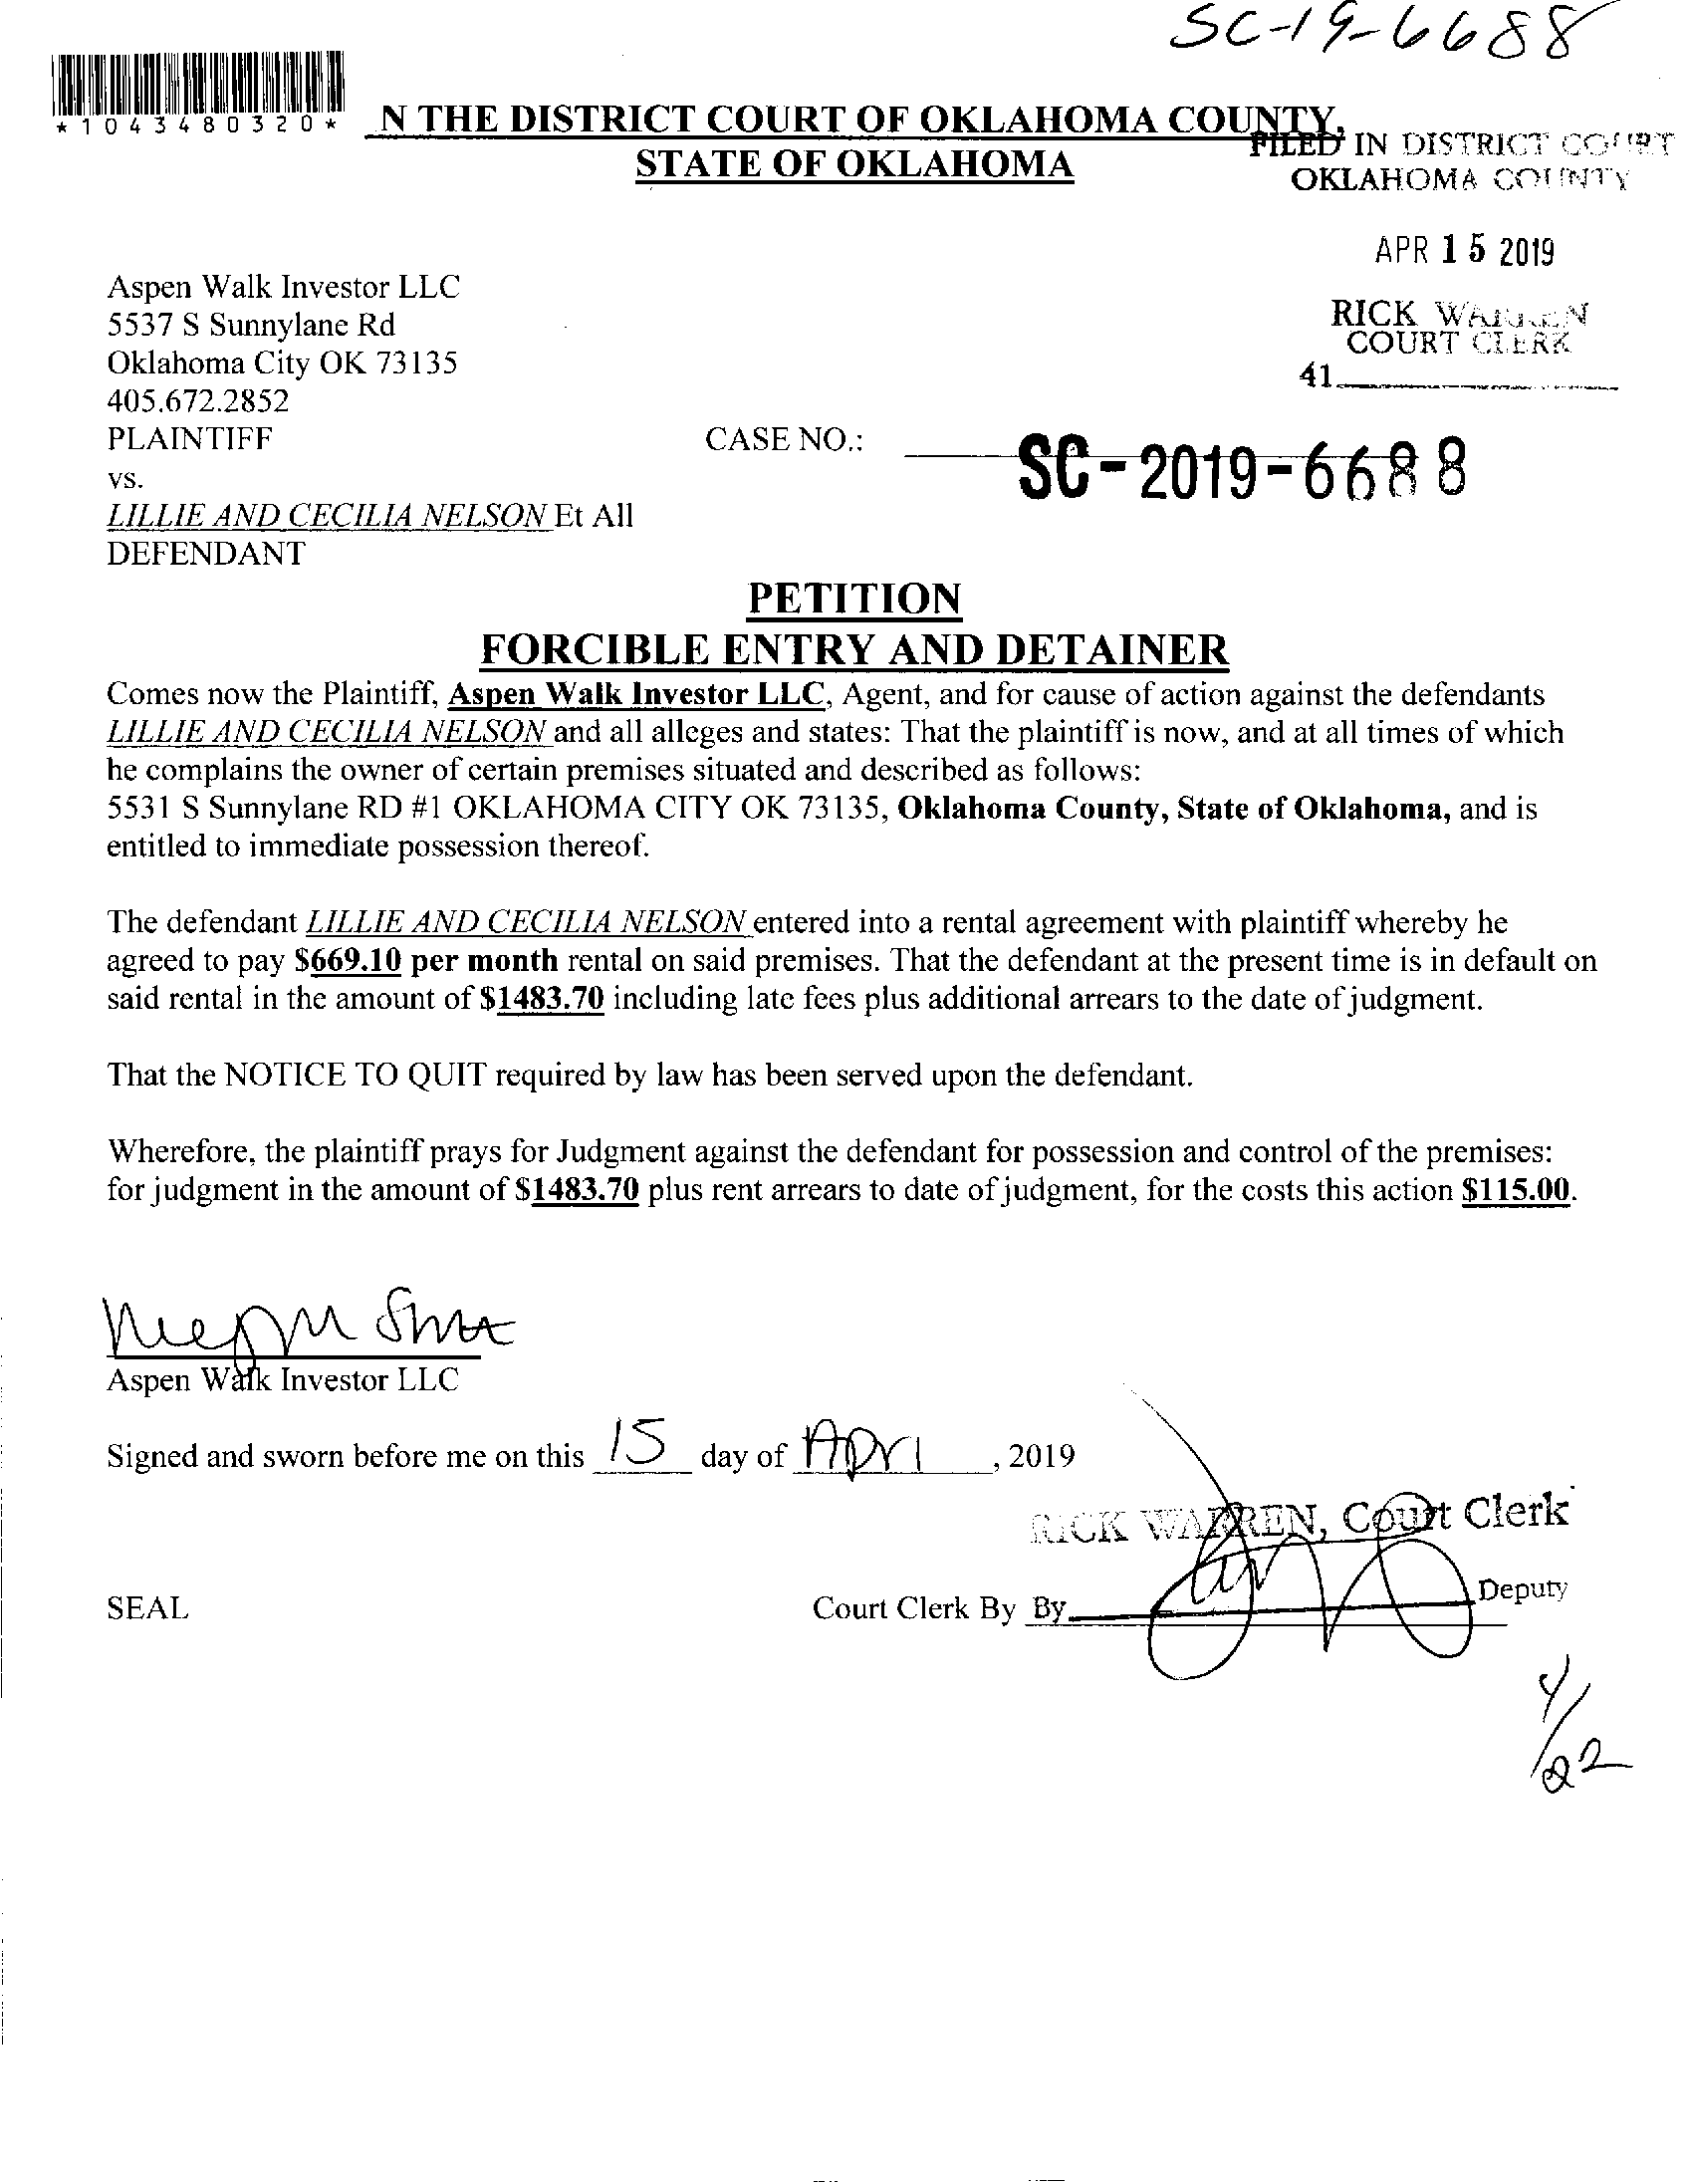 SC-19-6688
*1043480320*
N THE DISTRICT COURT OF OKLAHOMA COUNTY,
STATE OF OKLAHOMA
FILED IN DISTRICT COURT
OKLAHOMA COUNTY
APR 15 2019
RICK WARREN
COURT CLERK
41
Aspen Walk Investor LLC
5537 S Sunnylane Rd
Oklahoma City OK 73135
405.672.2852
PLAINTIFF
CASE NO.: SC-2019-6688
vs.
LILLIE AND CECILIA NELSON Et All
DEFENDANT
PETITION
FORCIBLE ENTRY AND DETAINER
Comes now the Plaintiff, Aspen Walk Investor LLC, Agent, and for cause of action against the defendants
LILLIE AND CECILIA NELSON and all alleges and states: That the plaintiff is now, and at all times of which
he complains the owner of certain premises situated and described as follows:
5531 S Sunnylane RD #1 OKLAHOMA CITY OK 73135, Oklahoma County, State of Oklahoma, and is
entitled to immediate possession thereof.
The defendant LILLIE AND CECILIA NELSON entered into a rental agreement with plaintiff whereby he
agreed to pay $669.10 per month rental on said premises. That the defendant at the present time is in default on
said rental in the amount of $1483.70 including late fees plus additional arrears to the date of judgment.
That the NOTICE TO QUIT required by law has been served upon the defendant.
Wherefore, the plaintiff prays for Judgment against the defendant for possession and control of the premises:
for judgment in the amount of $1483.70 plus rent arrears to date of judgment, for the costs this action $115.00.
Aspen Walk Investor LLC
Signed and sworn before me on this 15 day of April, 2019
RICK WARREN, Court Clerk
SEAL
Court Clerk By By Deputy
4/22